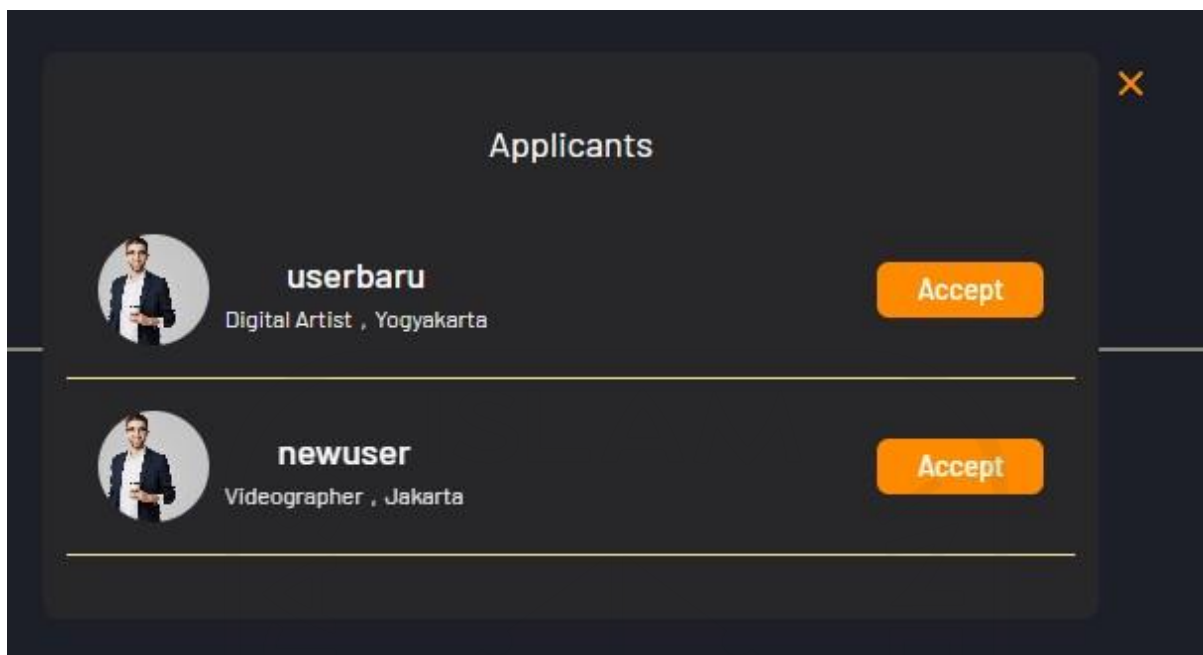 Applicants
userbaru
Accept
Digital Artist , Yogyakarta
newuser
Accept
Videographer , Jakarta